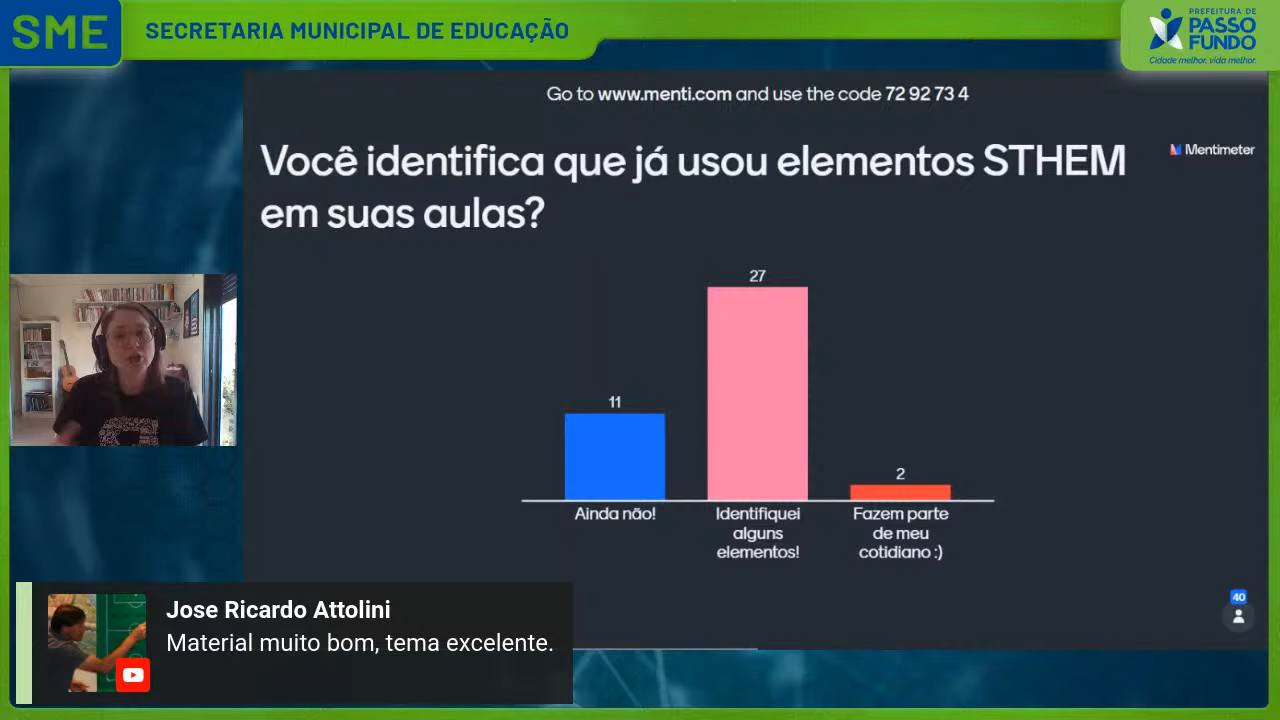 SME
SECRETARIA MUNICIPAL DE EDUCAÇÃO
PREFEITURA DE
PASSO
FUNDO
Cidade melhor, vida melhor.
Go to www.menti.com and use the code 72 92 73 4
Você identifica que já usou elementos STHEM
em suas aulas?
Mentimeter
27
11
2
Ainda não!
Identifiquei
alguns
elementos!
Fazem parte
de meu
cotidiano :)
40
Jose Ricardo Attolini
Material muito bom, tema excelente.